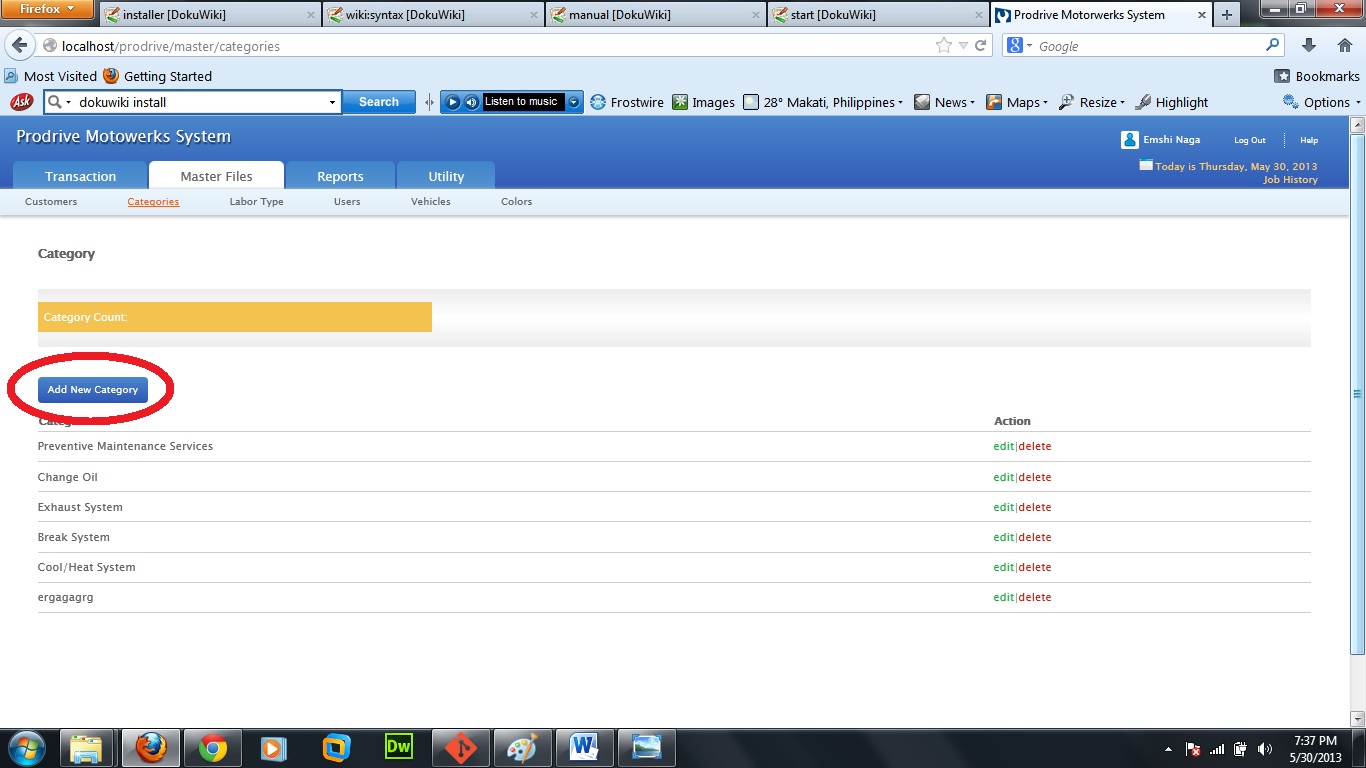 Firefox
installer [DokuWiki]
wiki:syntax [DokuWiki]
manual [DokuWiki]
start [DokuWiki]
Prodrive Motorwerks System
localhost/prodrive/master/categories
Google
Most Visited Getting Started
Bookmarks
Ask dokuwiki install Search Listen to music Frostwire Images 28° Makati, Philippines News Maps Resize Highlight Options
Prodrive Motowerks System
Emshi Naga Log Out Help
Today is Thursday, May 30, 2013
Job History
Transaction Master Files Reports Utility
Customers Categories Labor Type Users Vehicles Colors
Category
Category Count:
Add New Category
Action
Preventive Maintenance Services edit|delete
Change Oil edit|delete
Exhaust System edit|delete
Break System edit|delete
Cool/Heat System edit|delete
ergagagrg edit|delete
Dw
7:37 PM
5/30/2013